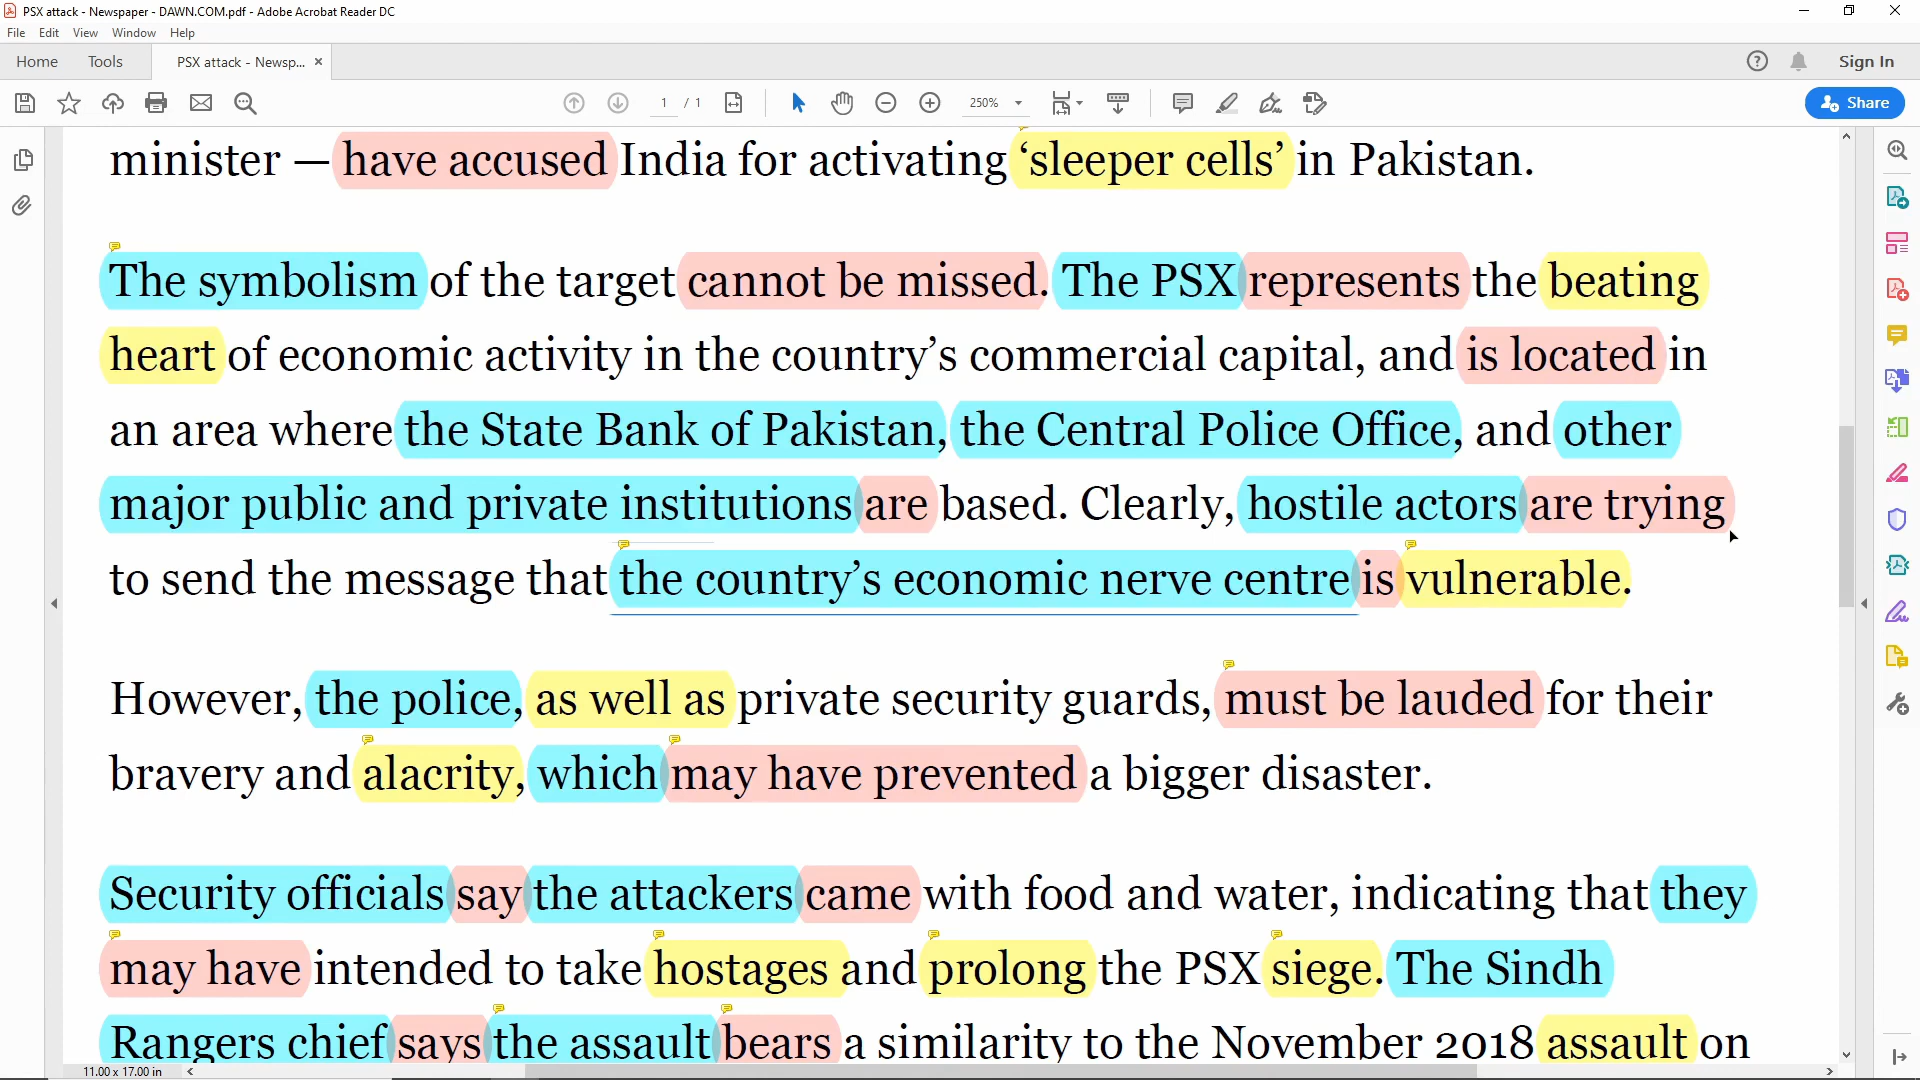 PSX attack - Newspaper - DAWN.COM.pdf - Adobe Acrobat Reader DC
File Edit View Window Help
Home Tools PSX attack - Newsp... Sign In
1 / 1 250% Share
minister — have accused India for activating ‘sleeper cells’ in Pakistan.
The symbolism of the target cannot be missed. The PSX represents the beating
heart of economic activity in the country’s commercial capital, and is located in
an area where the State Bank of Pakistan, the Central Police Office, and other
major public and private institutions are based. Clearly, hostile actors are trying
to send the message that the country’s economic nerve centre is vulnerable.
However, the police, as well as private security guards, must be lauded for their
bravery and alacrity, which may have prevented a bigger disaster.
Security officials say the attackers came with food and water, indicating that they
may have intended to take hostages and prolong the PSX siege. The Sindh
Rangers chief says the assault bears a similarity to the November 2018 assault on
11.00 x 17.00 in